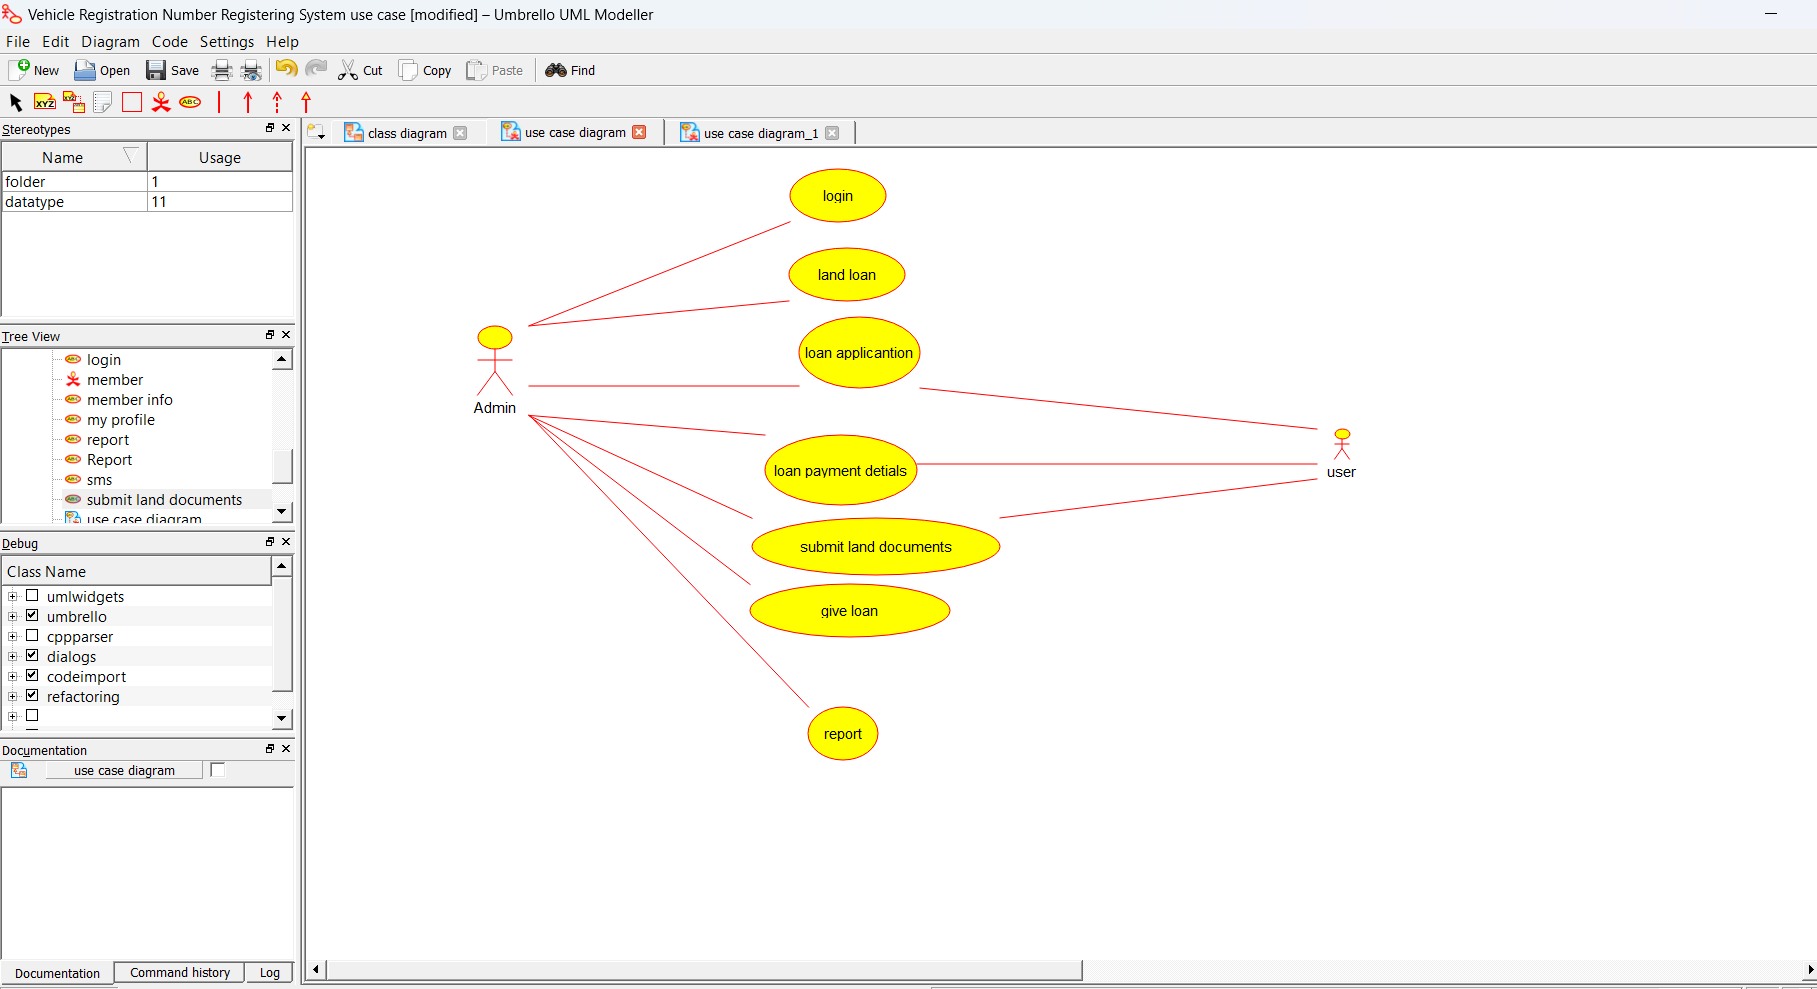 Vehicle Registration Number Registering System use case [modified] – Umbrello UML Modeller
File Edit Diagram Code Settings Help
New Open Save Cut Copy Paste Find
XYZ XYZ ABC
Stereotypes
class diagram use case diagram use case diagram_1
Name Usage
folder 1
datatype 11
Tree View
login
member
member info
my profile
report
Report
sms
submit land documents
use case diagram
Debug
Class Name
umlwidgets
umbrello
cppparser
dialogs
codeimport
refactoring
Documentation
use case diagram
Documentation Command history Log
login
land loan
loan applicantion
Admin
loan payment detials
user
submit land documents
give loan
report